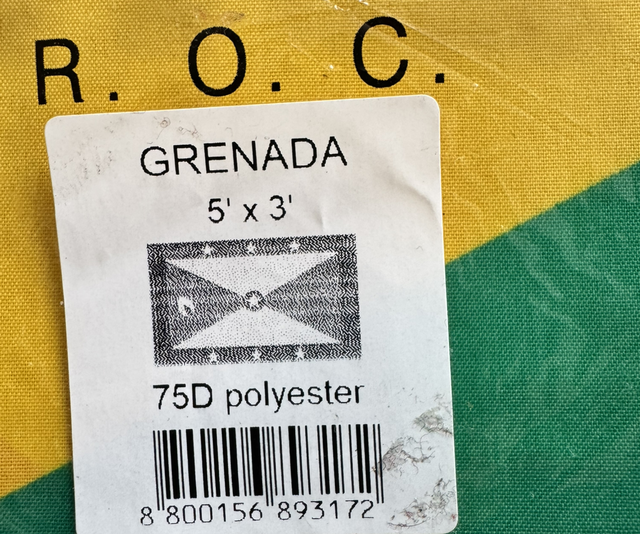 R. O. C.
GRENADA
5' x 3'
75D polyester
8 800156 893172